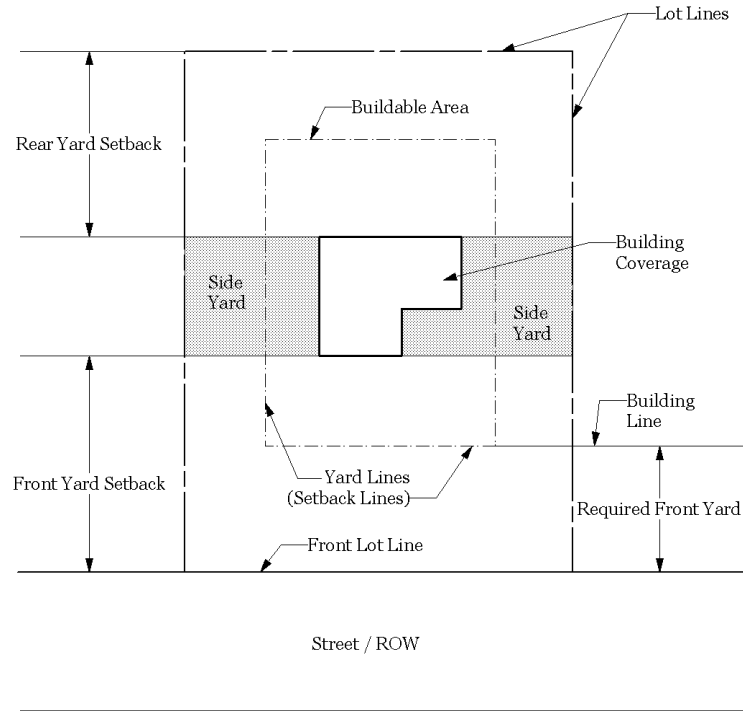 Lot Lines
Buildable Area
Rear Yard Setback
Building
Coverage
Side
Yard
Side
Yard
Building
Line
Yard Lines
(Setback Lines)
Front Yard Setback
Required Front Yard
Front Lot Line
Street / ROW